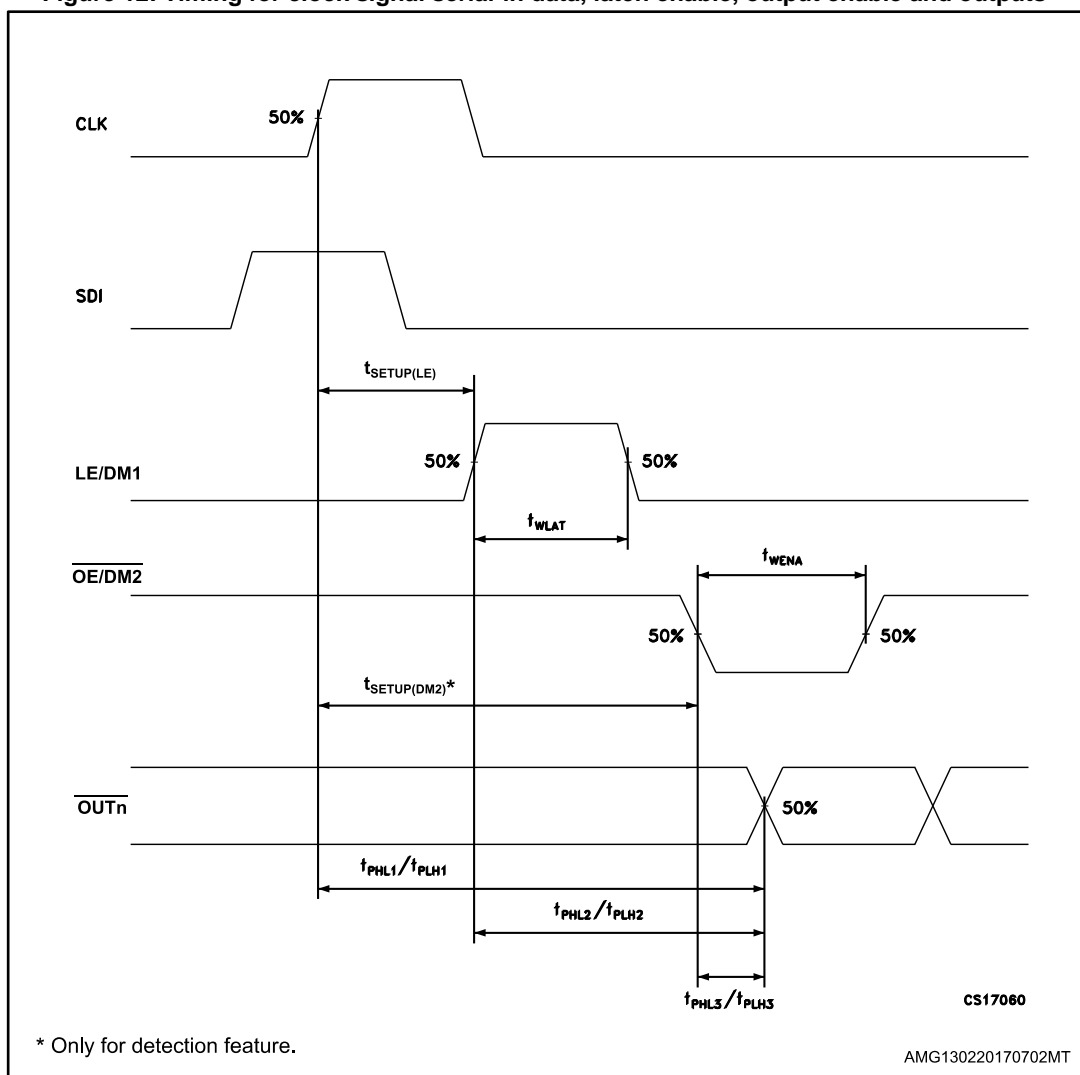 Figure 12. Timing for clock signal serial-in data, latch enable, output enable and outputs
CLK
50%
SDI
tSETUP(LE)
LE/DM1
50%
50%
tWLAT
OE/DM2
tWENA
50%
50%
tSETUP(DM2)*
OUTn
50%
tPHL1/tPLH1
tPHL2/tPLH2
tPHL3/tPLH3
CS17060
* Only for detection feature.
AMG130220170702MT